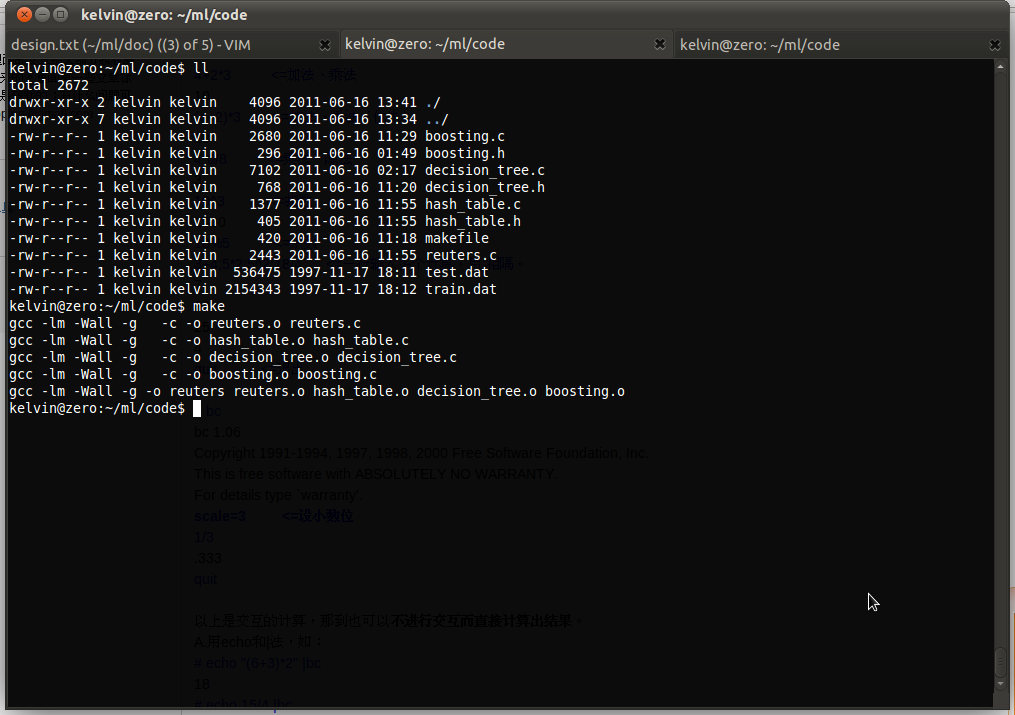 kelvin@zero: ~/ml/code
design.txt (~/ml/doc) ((3) of 5) - VIM
kelvin@zero: ~/ml/code
kelvin@zero: ~/ml/code
kelvin@zero:~/ml/code$ ll
total 2672
drwxr-xr-x 2 kelvin kelvin    4096 2011-06-16 13:41 ./
drwxr-xr-x 7 kelvin kelvin    4096 2011-06-16 13:34 ../
-rw-r--r-- 1 kelvin kelvin    2680 2011-06-16 11:29 boosting.c
-rw-r--r-- 1 kelvin kelvin     296 2011-06-16 01:49 boosting.h
-rw-r--r-- 1 kelvin kelvin    7102 2011-06-16 02:17 decision_tree.c
-rw-r--r-- 1 kelvin kelvin     768 2011-06-16 11:20 decision_tree.h
-rw-r--r-- 1 kelvin kelvin    1377 2011-06-16 11:55 hash_table.c
-rw-r--r-- 1 kelvin kelvin     405 2011-06-16 11:55 hash_table.h
-rw-r--r-- 1 kelvin kelvin     420 2011-06-16 11:18 makefile
-rw-r--r-- 1 kelvin kelvin    2443 2011-06-16 11:55 reuters.c
-rw-r--r-- 1 kelvin kelvin  536475 1997-11-17 18:11 test.dat
-rw-r--r-- 1 kelvin kelvin 2154343 1997-11-17 18:12 train.dat
kelvin@zero:~/ml/code$ make
gcc -lm -Wall -g   -c -o reuters.o reuters.c
gcc -lm -Wall -g   -c -o hash_table.o hash_table.c
gcc -lm -Wall -g   -c -o decision_tree.o decision_tree.c
gcc -lm -Wall -g   -c -o boosting.o boosting.c
gcc -lm -Wall -g -o reuters reuters.o hash_table.o decision_tree.o boosting.o
kelvin@zero:~/ml/code$
bc
bc 1.06
Copyright 1991-1994, 1997, 1998, 2000 Free Software Foundation, Inc.
This is free software with ABSOLUTELY NO WARRANTY.
For details type `warranty'.
scale=3 <=设小数位
1/3
.333
quit
以上是交互的计算，那到也可以不进行交互而直接计算出结果。
A.用echo和|法，如：
# echo "(6+3)*2" |bc
18
# echo 15/4 |bc